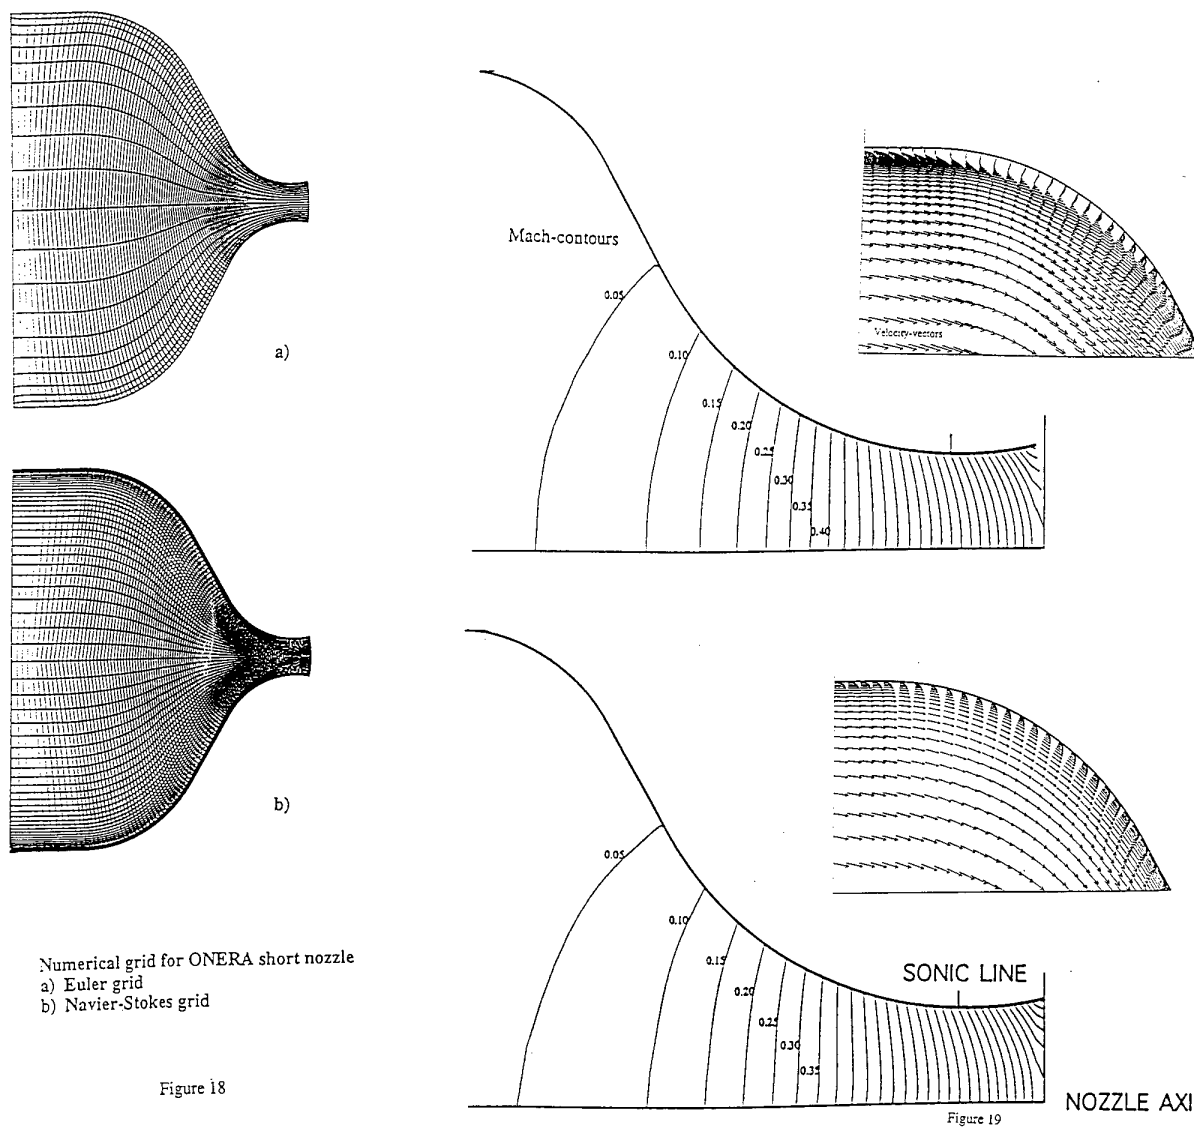 a)
b)
Numerical grid for ONERA short nozzle
a) Euler grid
b) Navier-Stokes grid
Figure 18
Mach-contours
0.05
0.10
0.15
0.20
0.25
0.30
0.35
0.40
Velocity-vectors
0.05
0.10
0.15
0.20
0.25
0.30
0.35
SONIC LINE
NOZZLE AXI
Figure 19